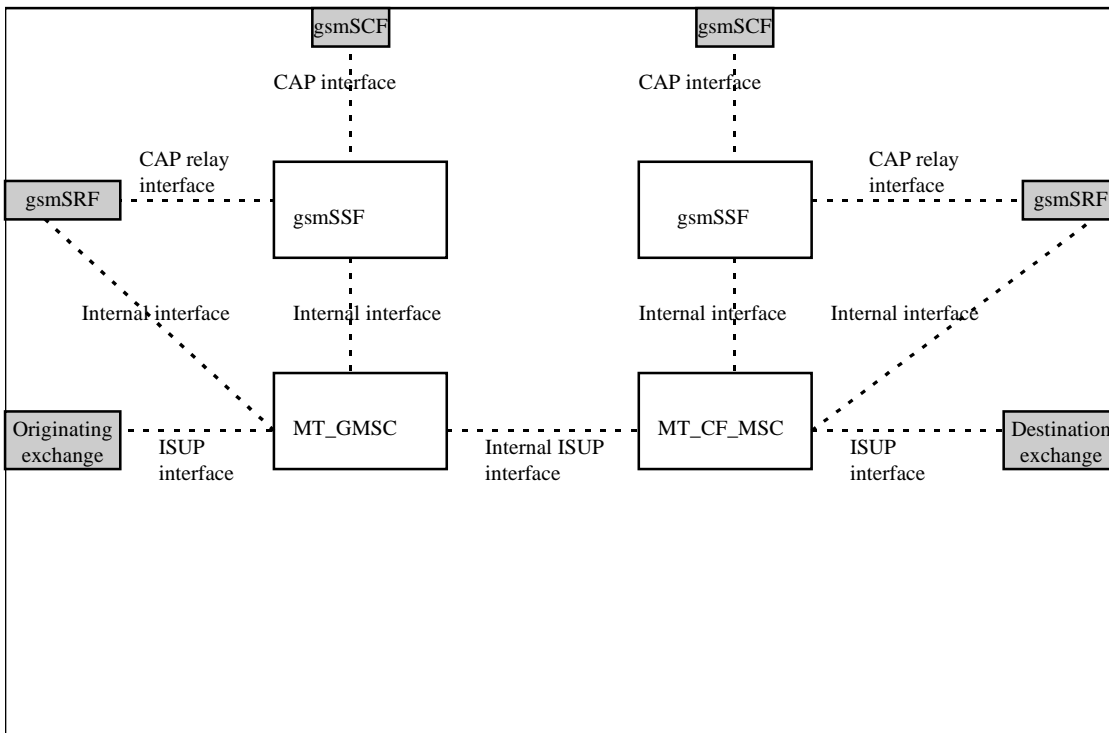 gsmSCF
gsmSCF
CAP interface
CAP interface
CAP relay
interface
CAP relay
interface
gsmSRF
gsmSSF
gsmSSF
gsmSRF
Internal interface
Internal interface
Internal interface
Internal interface
Originating
exchange
ISUP
interface
MT_GMSC
Internal ISUP
interface
MT_CF_MSC
ISUP
interface
Destination
exchange